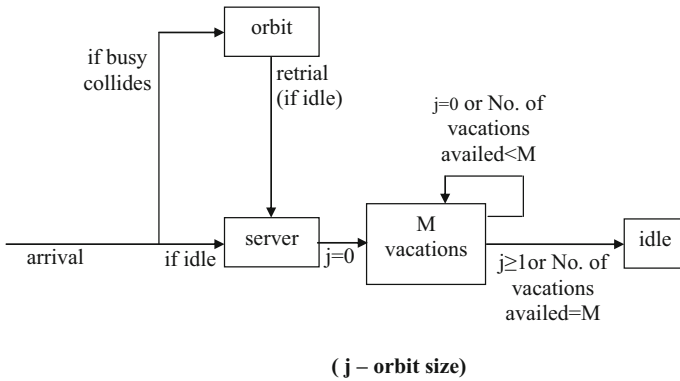 orbit
if busy
collides
retrial
(if idle)
j=0 or No. of
vacations
availed<M
server
M
vacations
idle
arrival
if idle
j=0
j≥1or No. of
vacations
availed=M
( j – orbit size)